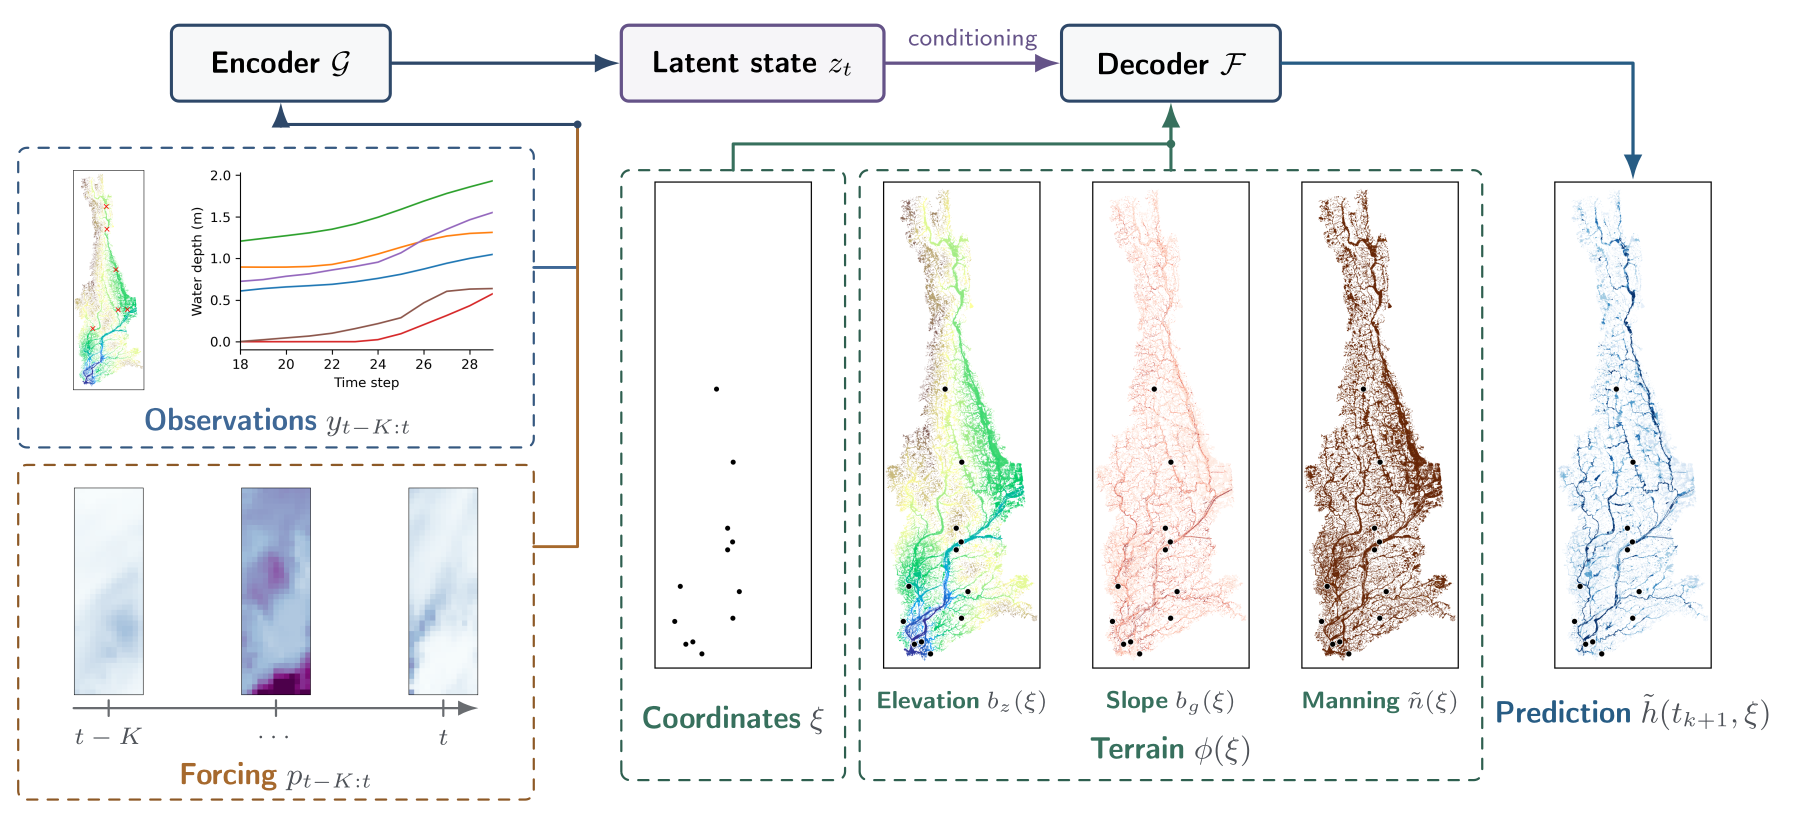 Encoder 𝒢
Latent state z_t
conditioning
Decoder ℱ
Water depth (m)
2.0
1.5
1.0
0.5
0.0
18 20 22 24 26 28
Time step
Observations y_{t−K:t}
t − K ··· t
Forcing p_{t−K:t}
Coordinates ξ
Elevation b_z(ξ)
Slope b_g(ξ)
Manning ñ(ξ)
Terrain ϕ(ξ)
Prediction h̃(t_{k+1}, ξ)